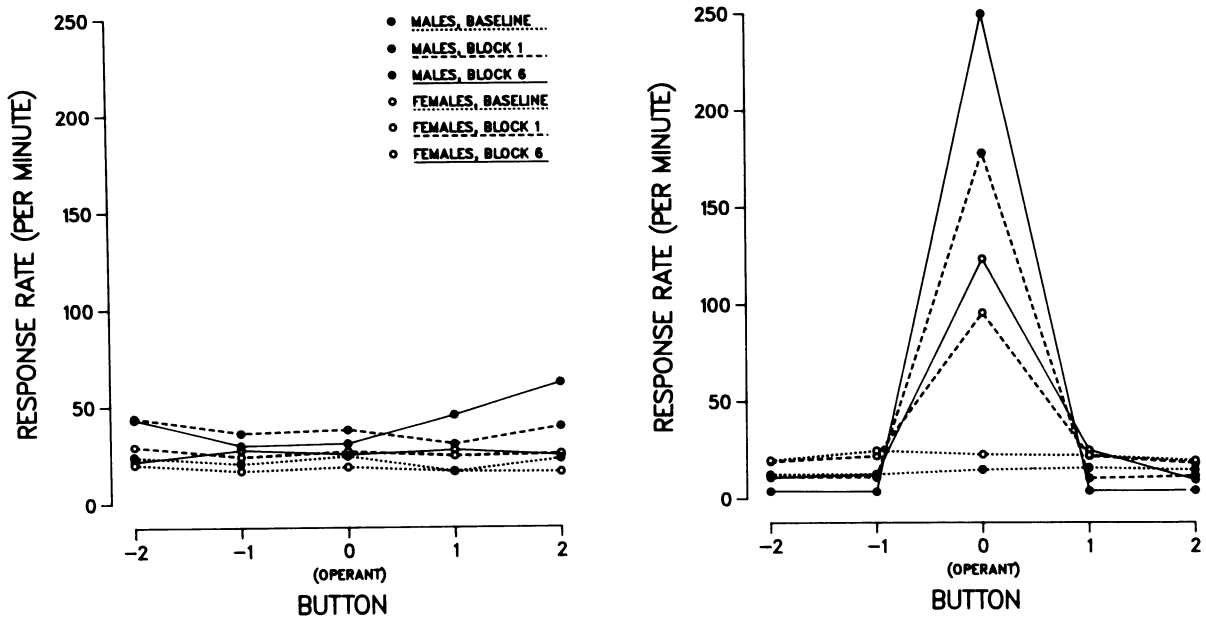 250
200
150
100
50
0
RESPONSE RATE (PER MINUTE)
MALES, BASELINE
MALES, BLOCK 1
MALES, BLOCK 6
FEMALES, BASELINE
FEMALES, BLOCK 1
FEMALES, BLOCK 6
-2 -1 0 1 2
(OPERANT)
BUTTON
250
200
150
100
50
0
RESPONSE RATE (PER MINUTE)
-2 -1 0 1 2
(OPERANT)
BUTTON